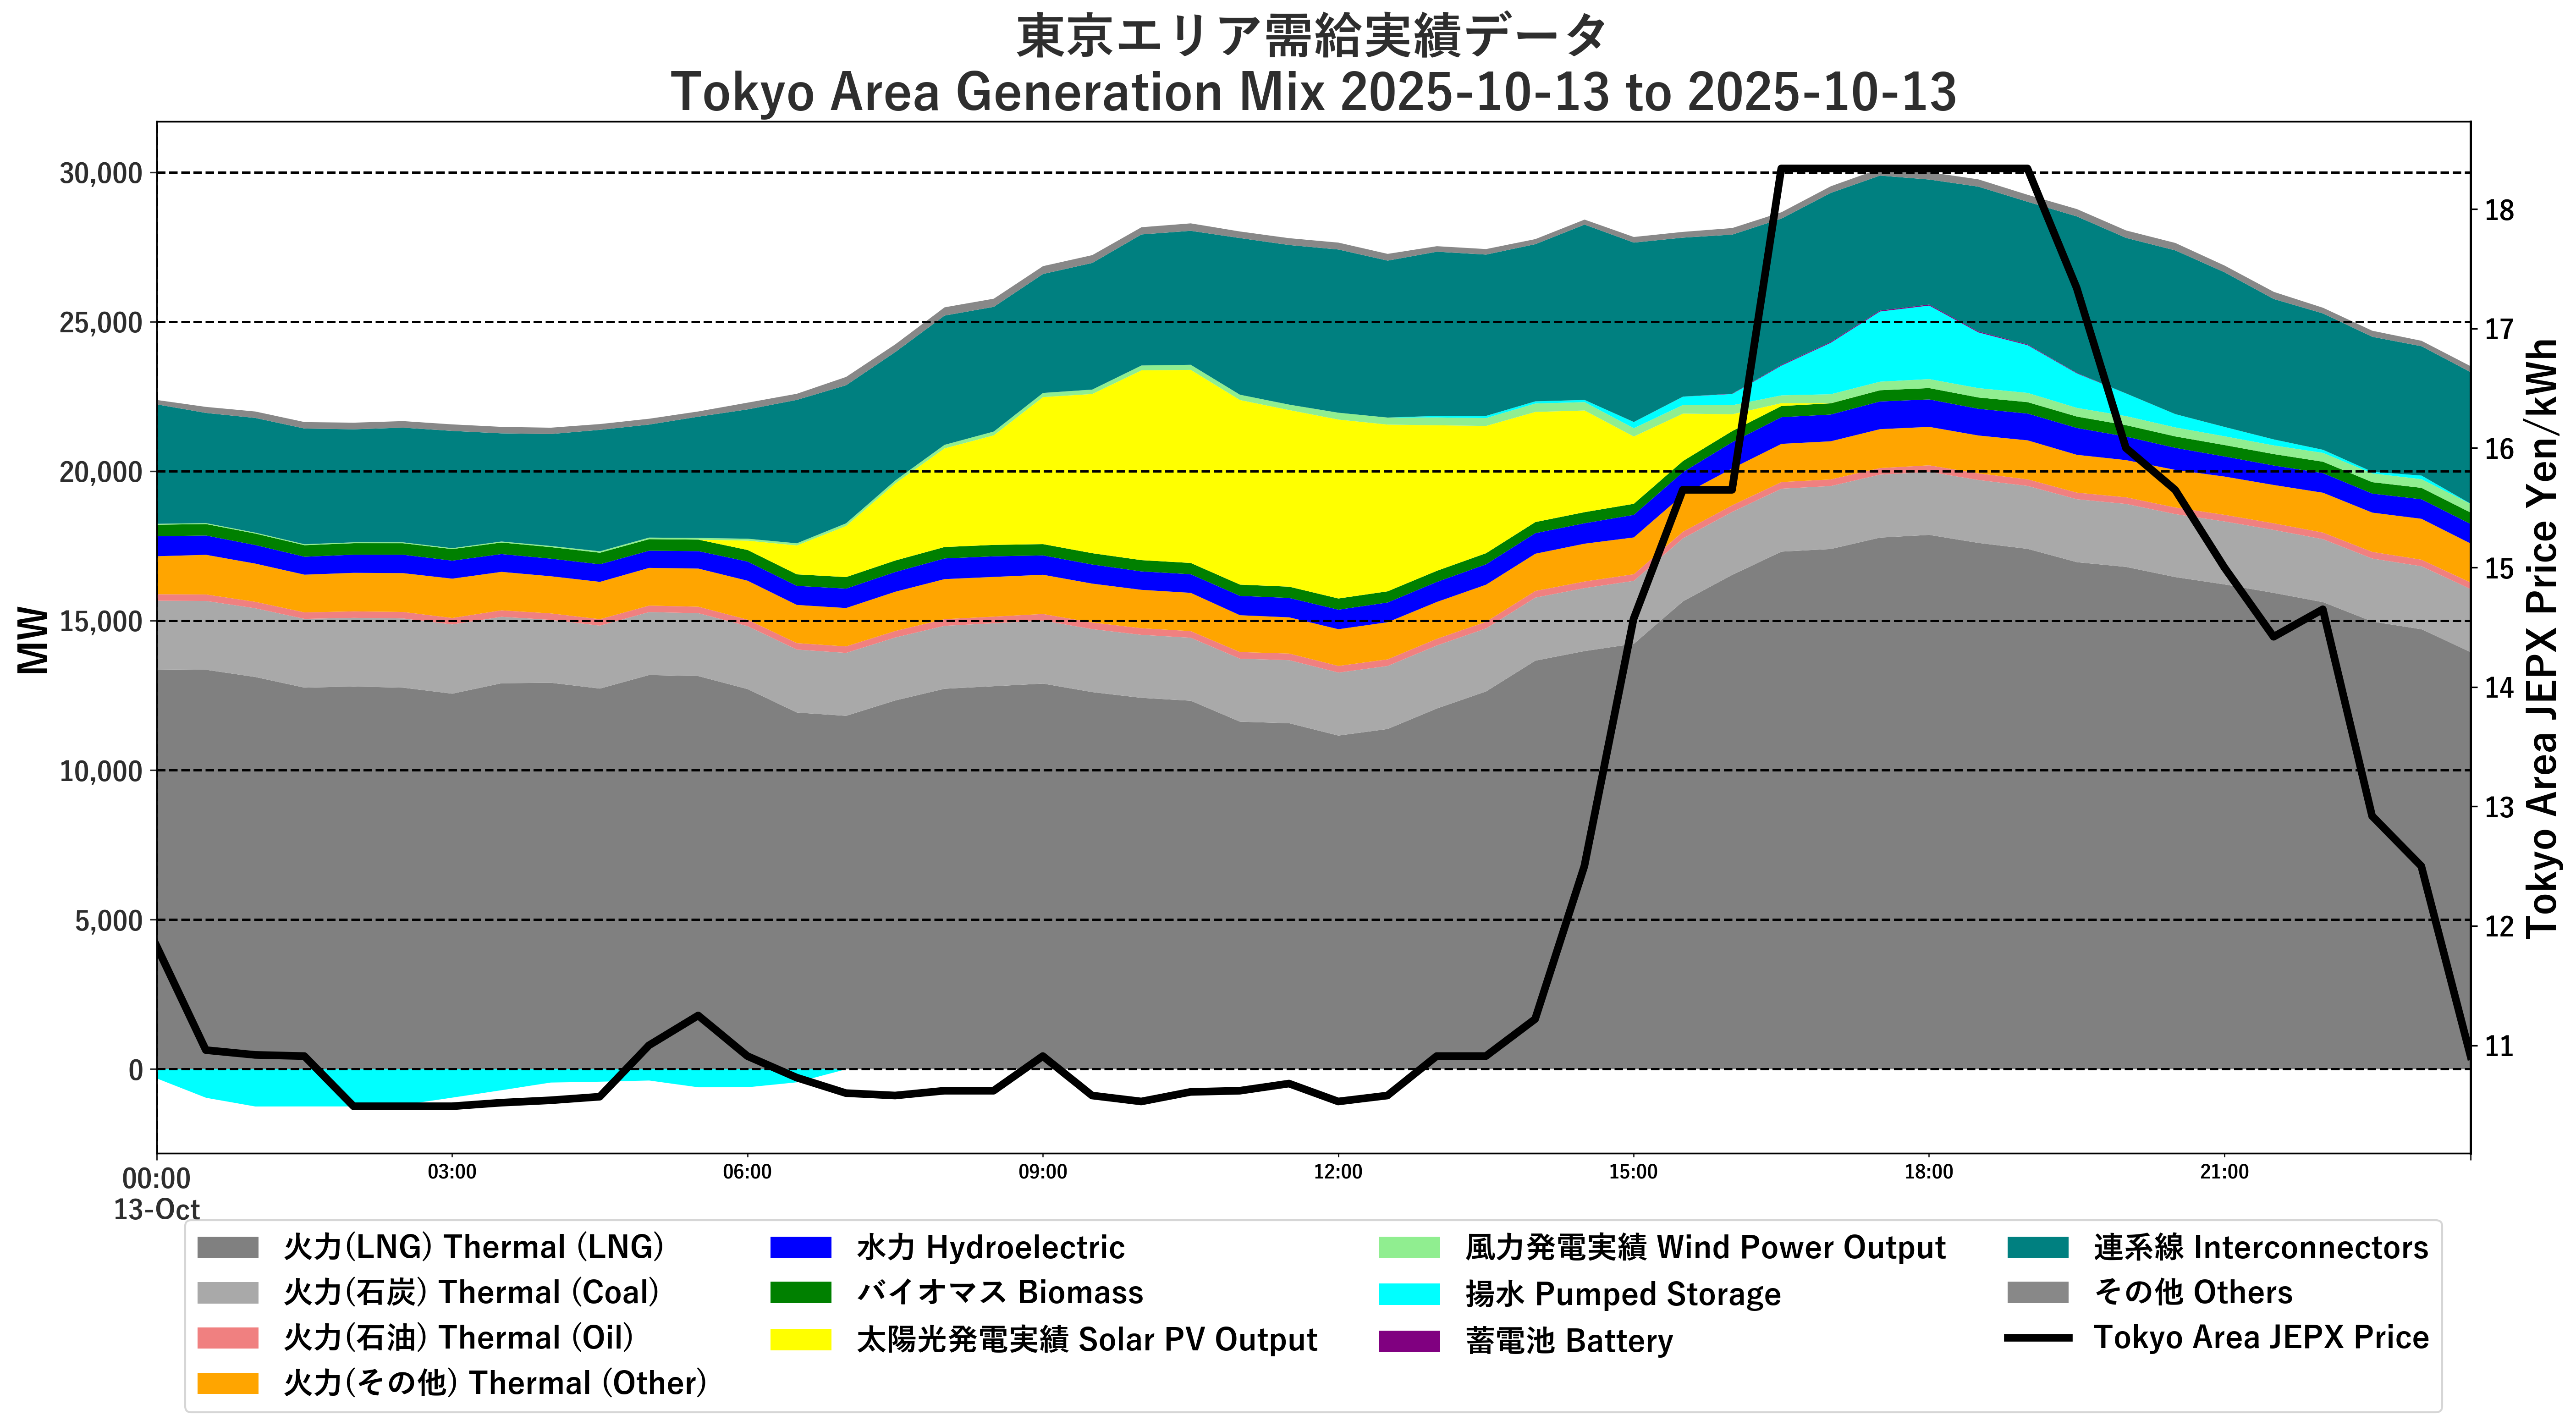 東京エリア需給実績データ
Tokyo Area Generation Mix 2025-10-13 to 2025-10-13
30,000
25,000
20,000
15,000
10,000
5,000
0
MW
18
17
16
15
14
13
12
11
Tokyo Area JEPX Price Yen/kWh
00:00
13-Oct
03:00
06:00
09:00
12:00
15:00
18:00
21:00
火力(LNG) Thermal (LNG)
火力(石炭) Thermal (Coal)
火力(石油) Thermal (Oil)
火力(その他) Thermal (Other)
水力 Hydroelectric
バイオマス Biomass
太陽光発電実績 Solar PV Output
風力発電実績 Wind Power Output
揚水 Pumped Storage
蓄電池 Battery
連系線 Interconnectors
その他 Others
Tokyo Area JEPX Price